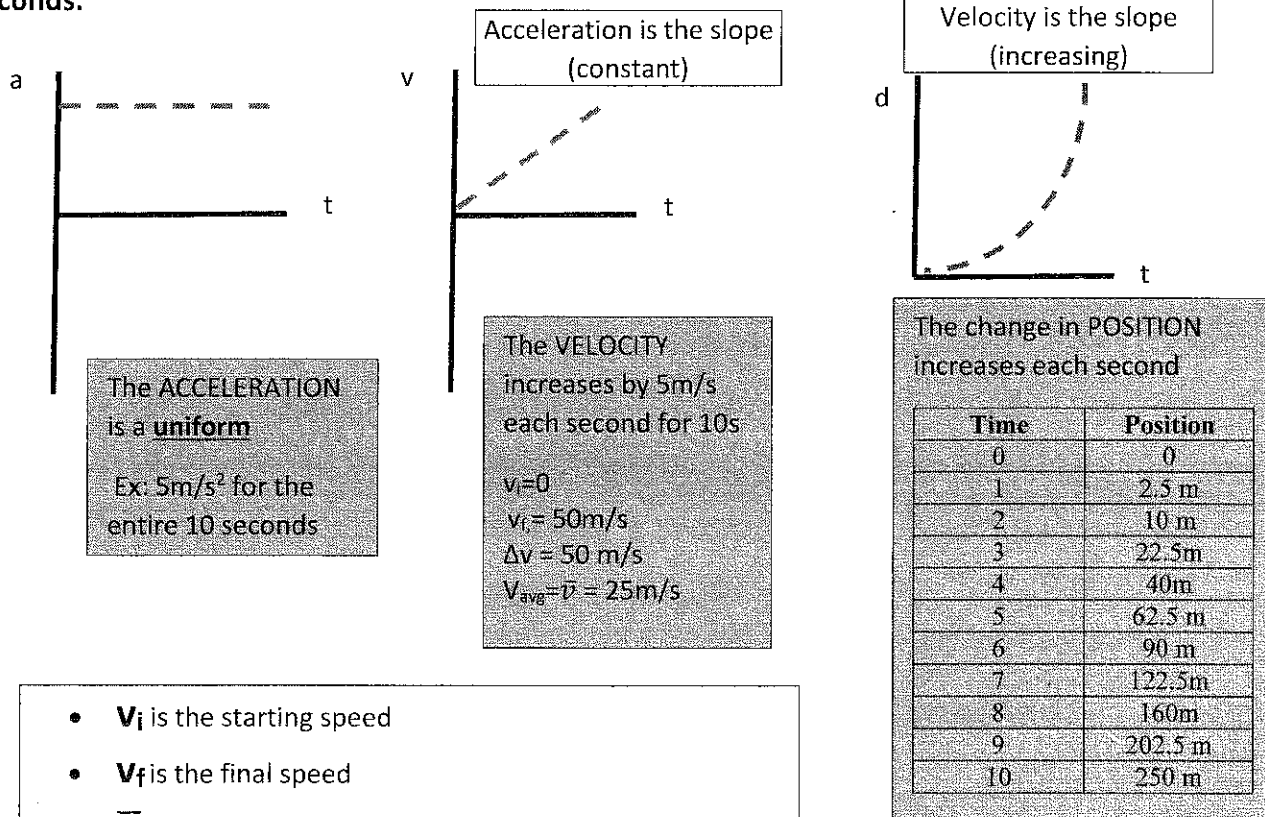 conds.
Acceleration is the slope
(constant)
Velocity is the slope
(increasing)
a
t
v
t
d
t
The ACCELERATION
is a uniform
Ex: 5m/s² for the
entire 10 seconds
The VELOCITY
increases by 5m/s
each second for 10s
vᵢ=0
v_f,= 50m/s
Δv = 50 m/s
V_avg=v̅ = 25m/s
The change in POSITION
increases each second
Time Position
0 0
1 2.5 m
2 10 m
3 22.5m
4 40m
5 62.5 m
6 90 m
7 122.5m
8 160m
9 202.5 m
10 250 m
• Vi is the starting speed
• Vf is the final speed